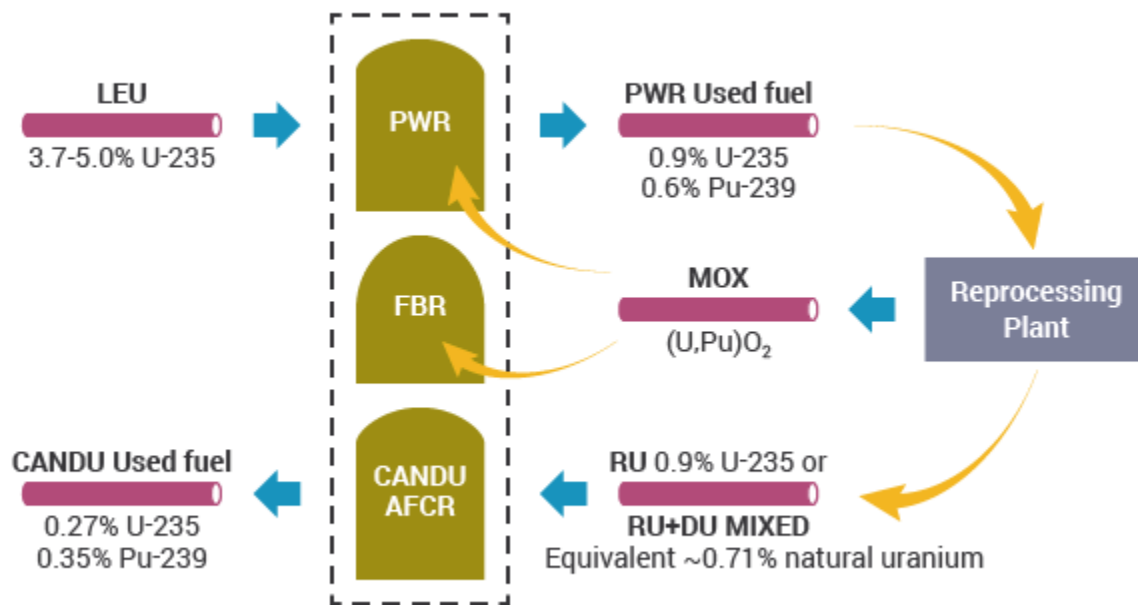 LEU
3.7-5.0% U-235
PWR
PWR Used fuel
0.9% U-235
0.6% Pu-239
FBR
MOX
(U,Pu)O₂
Reprocessing
Plant
CANDU Used fuel
0.27% U-235
0.35% Pu-239
CANDU
AFCR
RU 0.9% U-235 or
RU+DU MIXED
Equivalent ~0.71% natural uranium